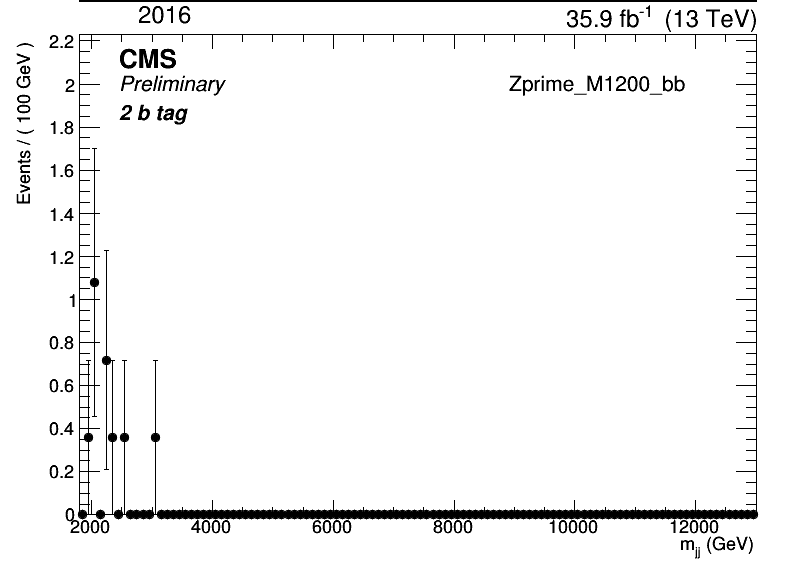 2016 35.9 fb⁻¹ (13 TeV)
CMS
Preliminary
2 b tag
Zprime_M1200_bb
Events / ( 100 GeV )
2.2
2
1.8
1.6
1.4
1.2
1
0.8
0.6
0.4
0.2
0
2000 4000 6000 8000 10000 12000
m_jj (GeV)